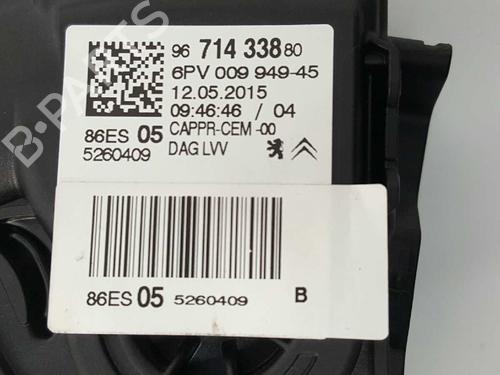 96 714 338 80
6PV 009 949-45
12.05.2015
09:46:46 / 04
86ES 05 CAPPR-CEM -00
5260409 DAG LVV
86ES 05 5260409 B
B-PARTS